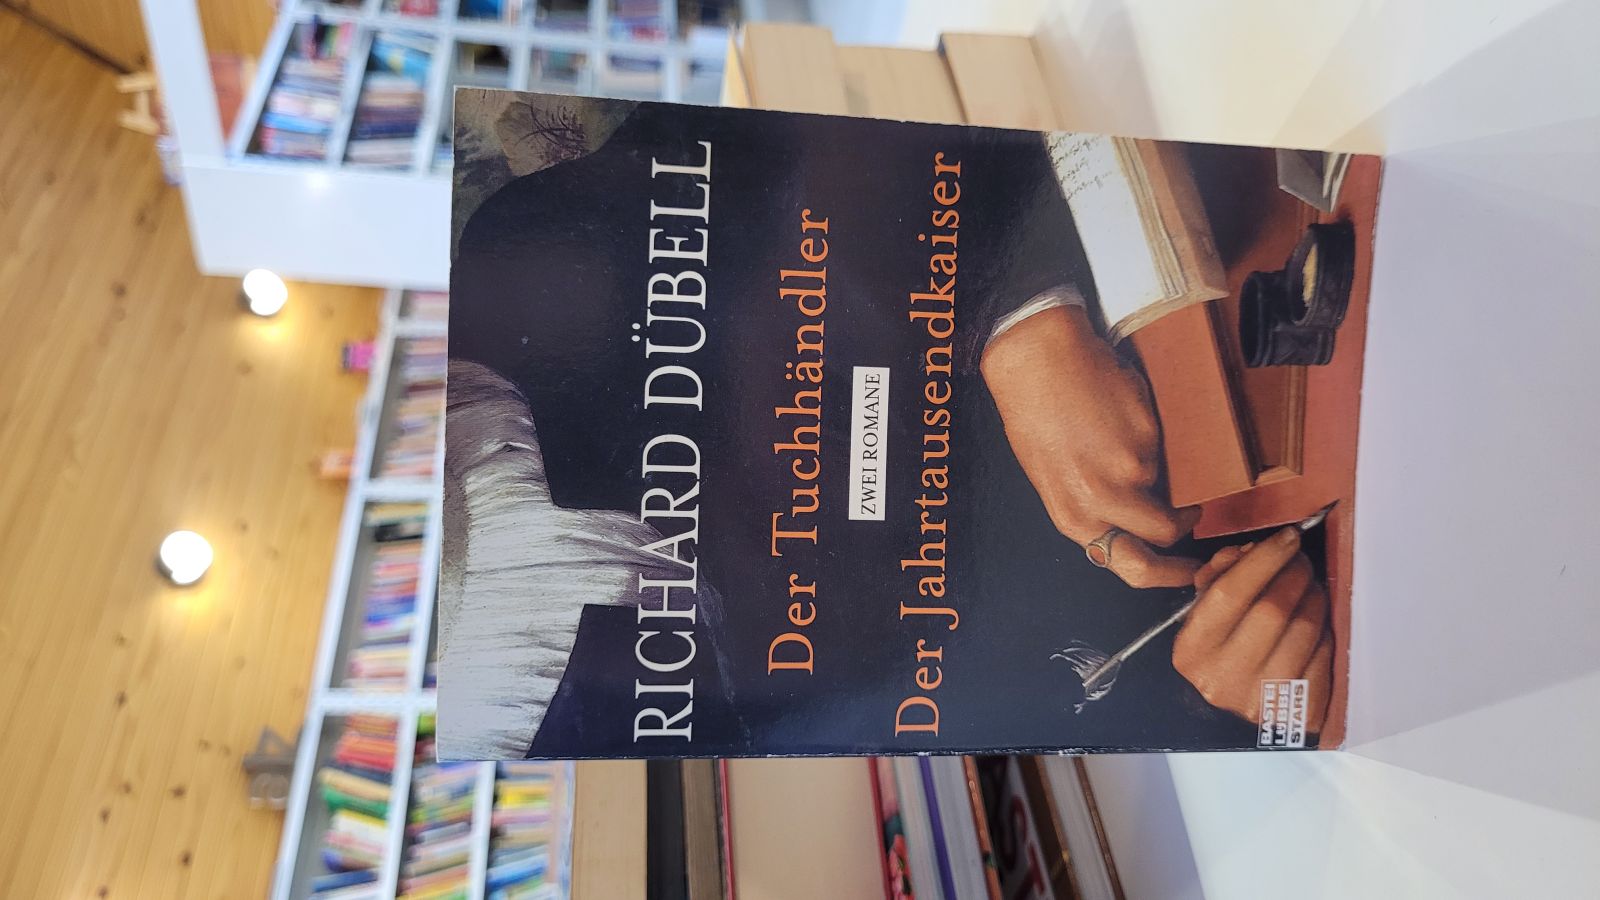 RICHARD DÜBELL
Der Tuchhändler
ZWEI ROMANE
Der Jahrtausendkaiser
BASTEI
LÜBBE
STARS